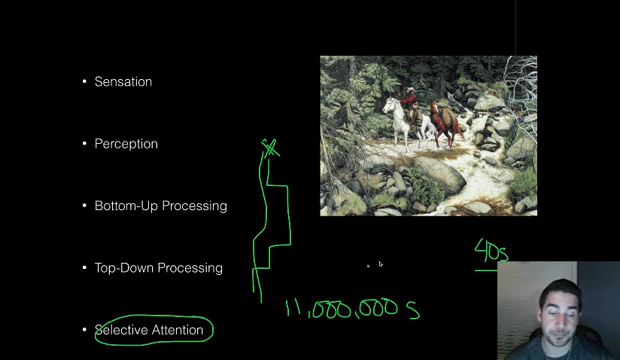 • Sensation
• Perception
• Bottom-Up Processing
• Top-Down Processing
• Selective Attention
40s
11,000,000 s